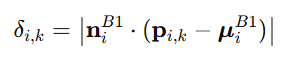 δ_{i,k} = |𝐧_i^{B1} · (𝐩_{i,k} − 𝝁_i^{B1})|